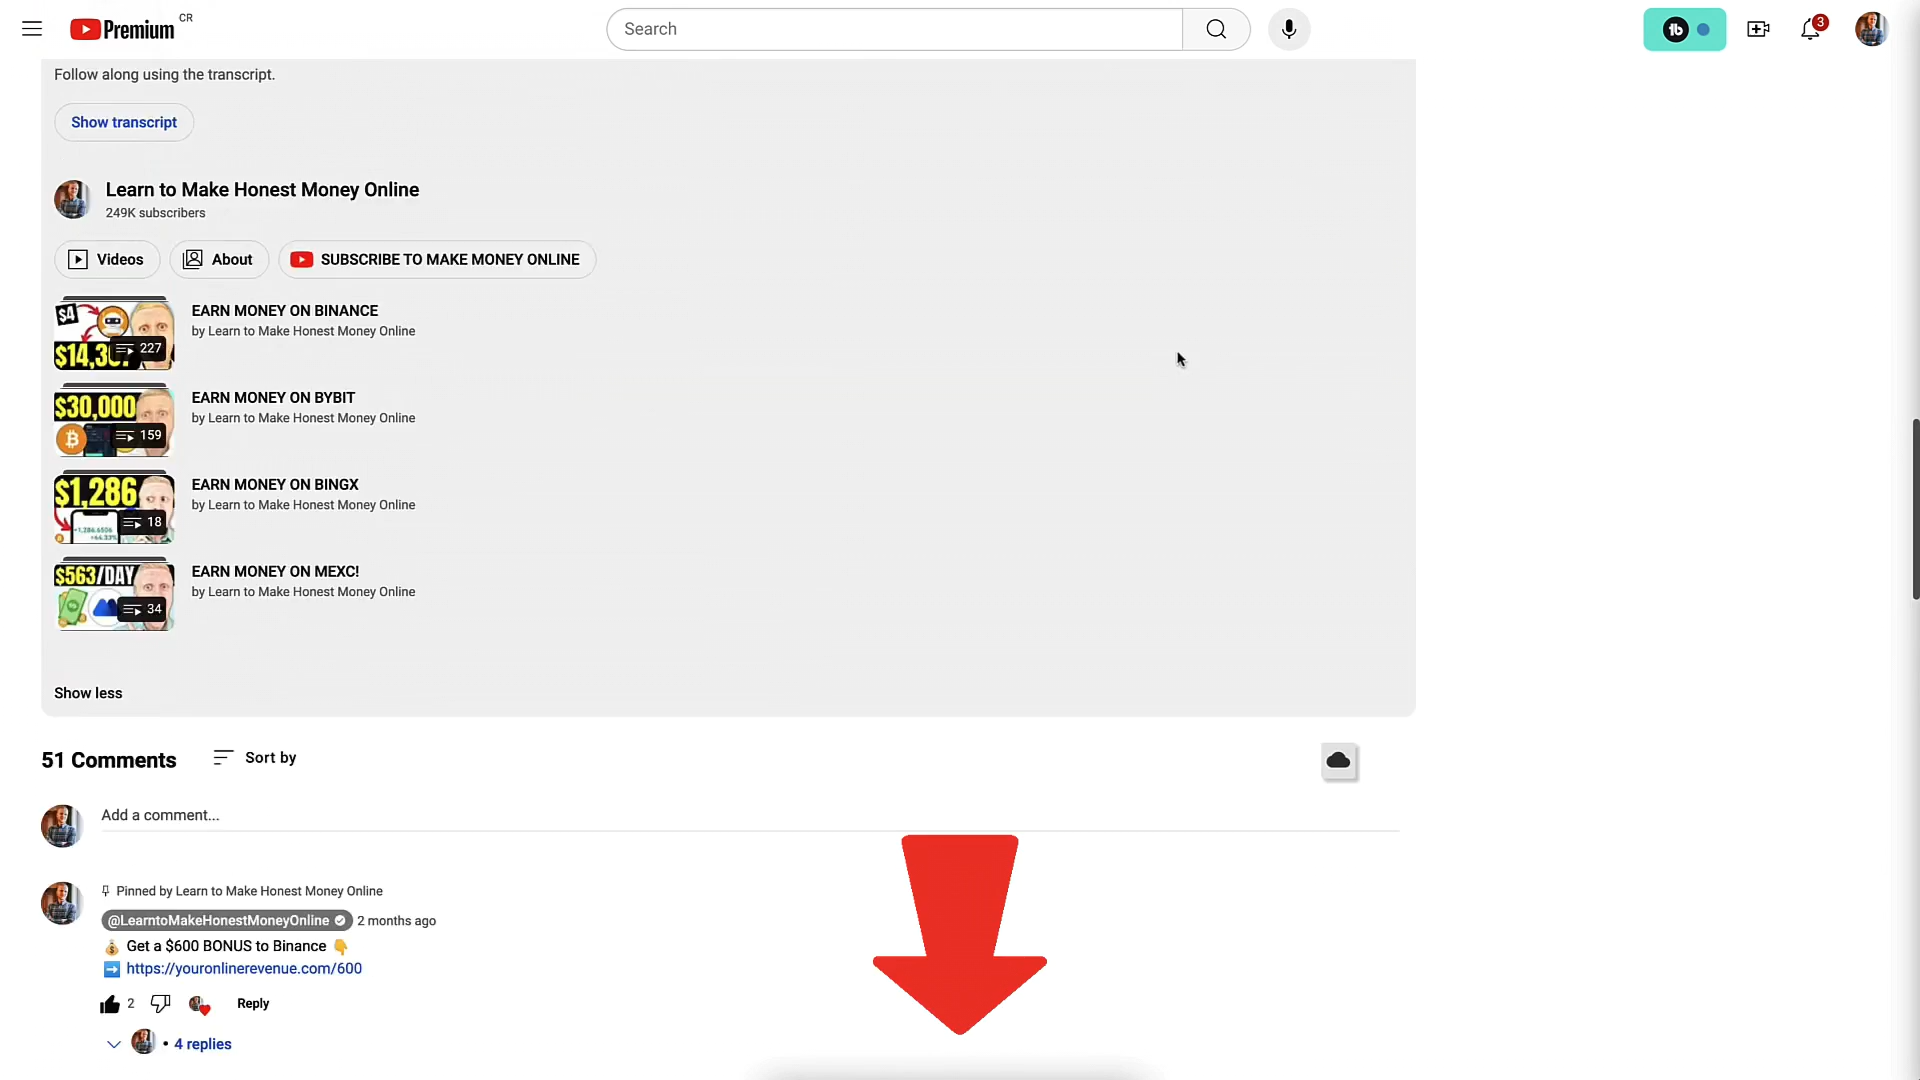 Premium CR
Search
3
Follow along using the transcript.
Show transcript
Learn to Make Honest Money Online
249K subscribers
Videos
About
SUBSCRIBE TO MAKE MONEY ONLINE
$4
227
EARN MONEY ON BINANCE
by Learn to Make Honest Money Online
$30,000
159
EARN MONEY ON BYBIT
by Learn to Make Honest Money Online
$1,286
18
EARN MONEY ON BINGX
by Learn to Make Honest Money Online
$563/DAY
34
EARN MONEY ON MEXC!
by Learn to Make Honest Money Online
Show less
51 Comments
Sort by
Add a comment...
Pinned by Learn to Make Honest Money Online
@LearntoMakeHonestMoneyOnline 2 months ago
Get a $600 BONUS to Binance
https://youronlinerevenue.com/600
2
Reply
• 4 replies